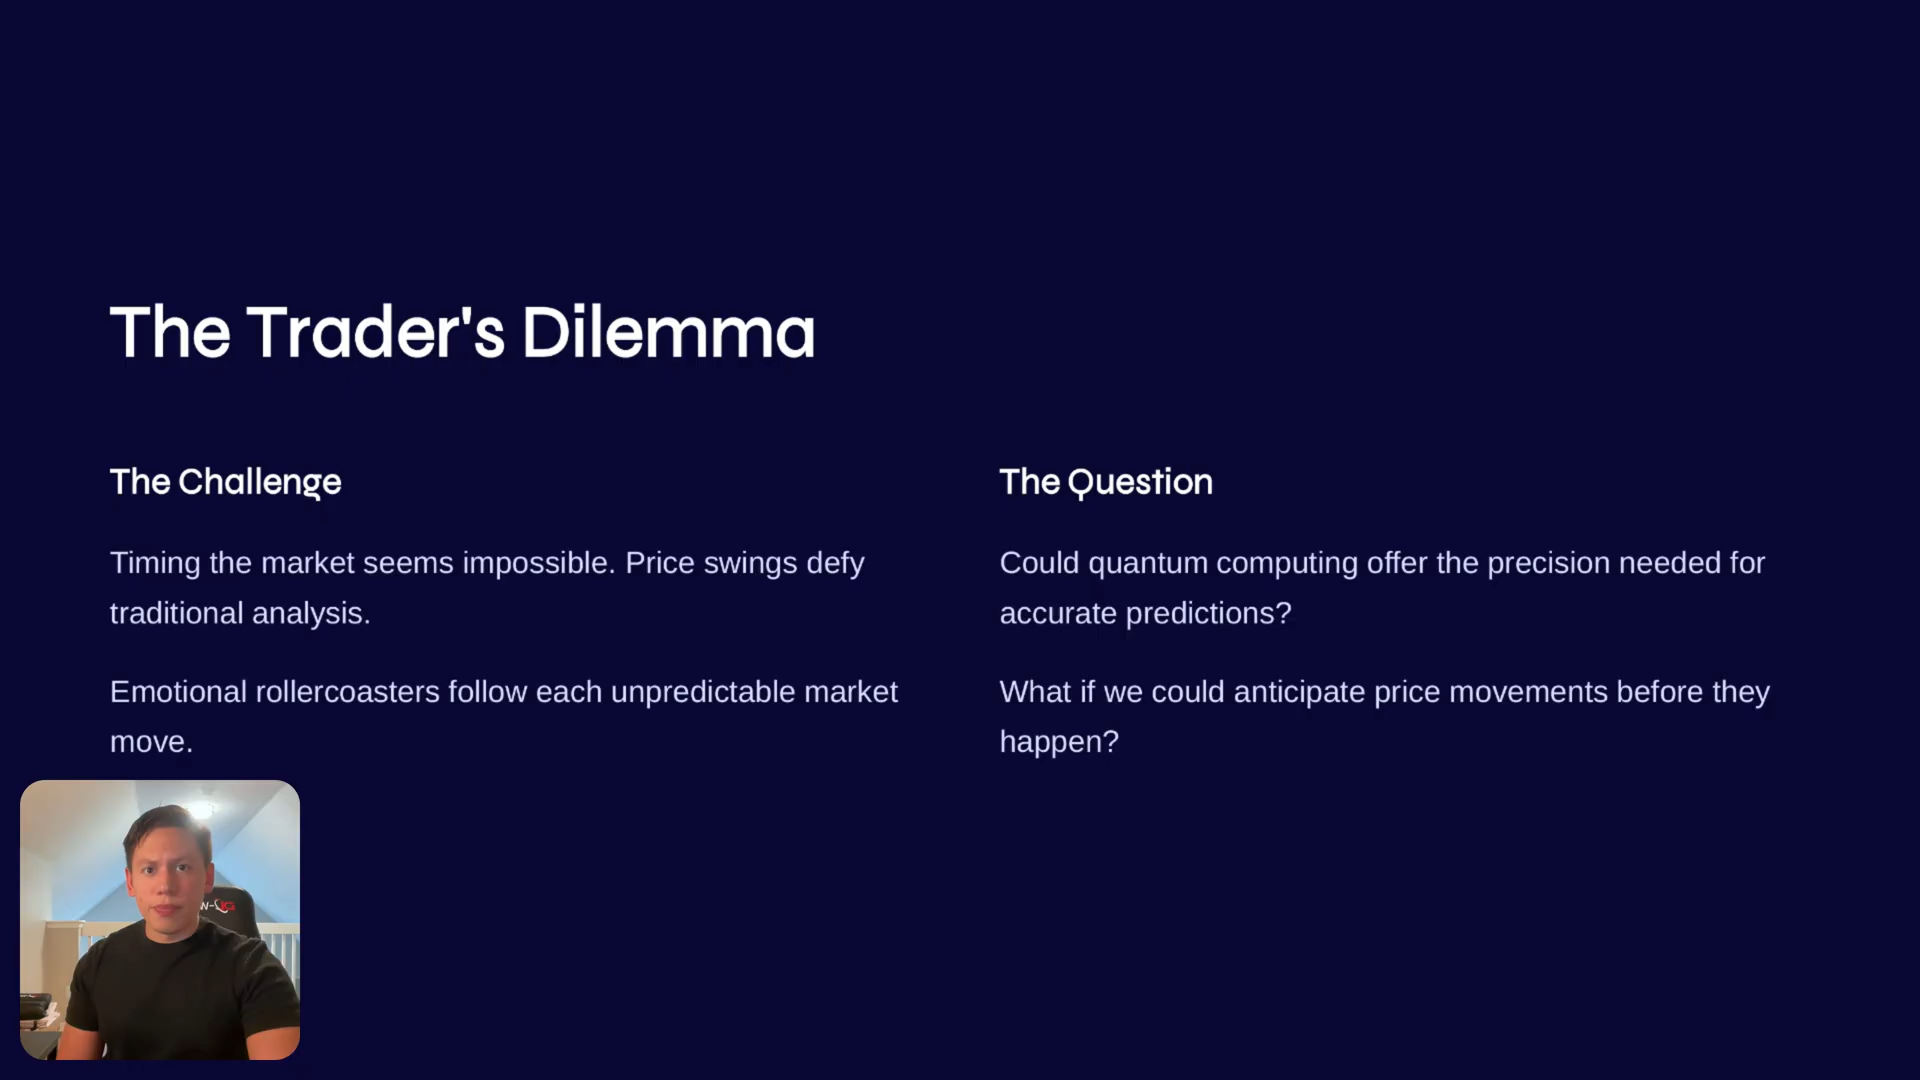 The Trader's Dilemma
The Challenge
Timing the market seems impossible. Price swings defy
traditional analysis.
Emotional rollercoasters follow each unpredictable market
move.
The Question
Could quantum computing offer the precision needed for
accurate predictions?
What if we could anticipate price movements before they
happen?